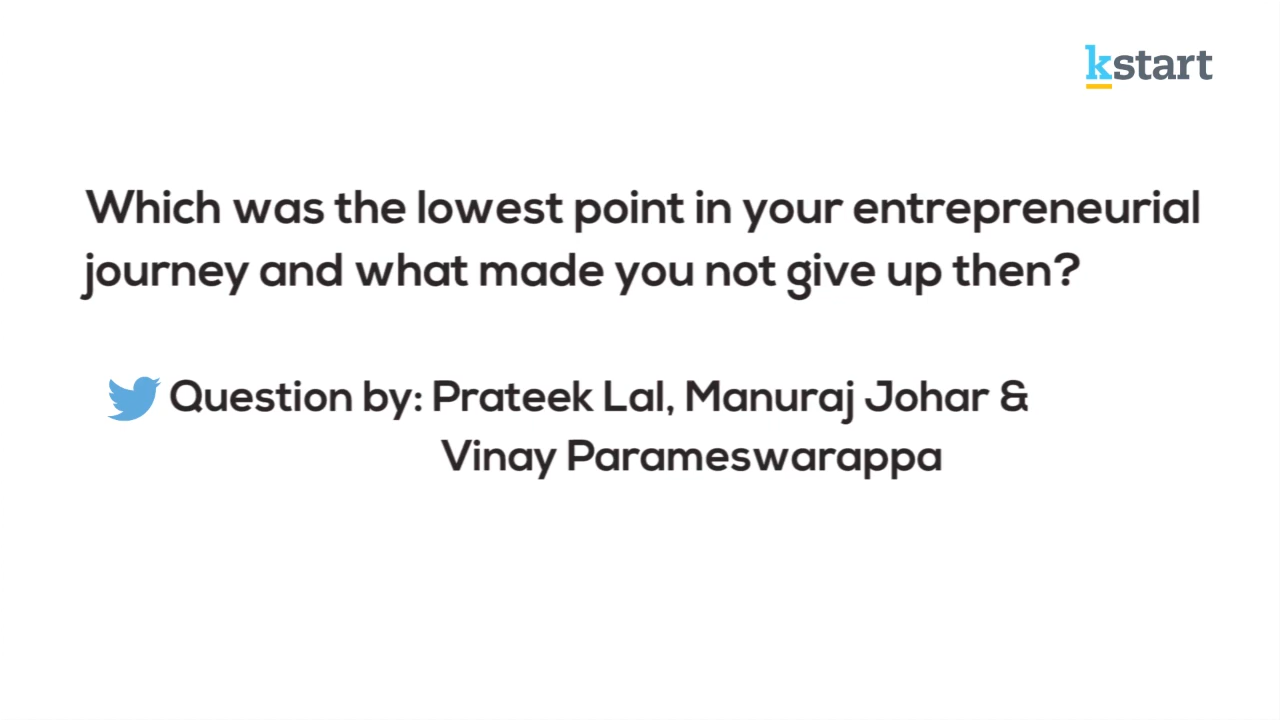 kstart
Which was the lowest point in your entrepreneurial
journey and what made you not give up then?
Question by: Prateek Lal, Manuraj Johar &
Vinay Parameswarappa